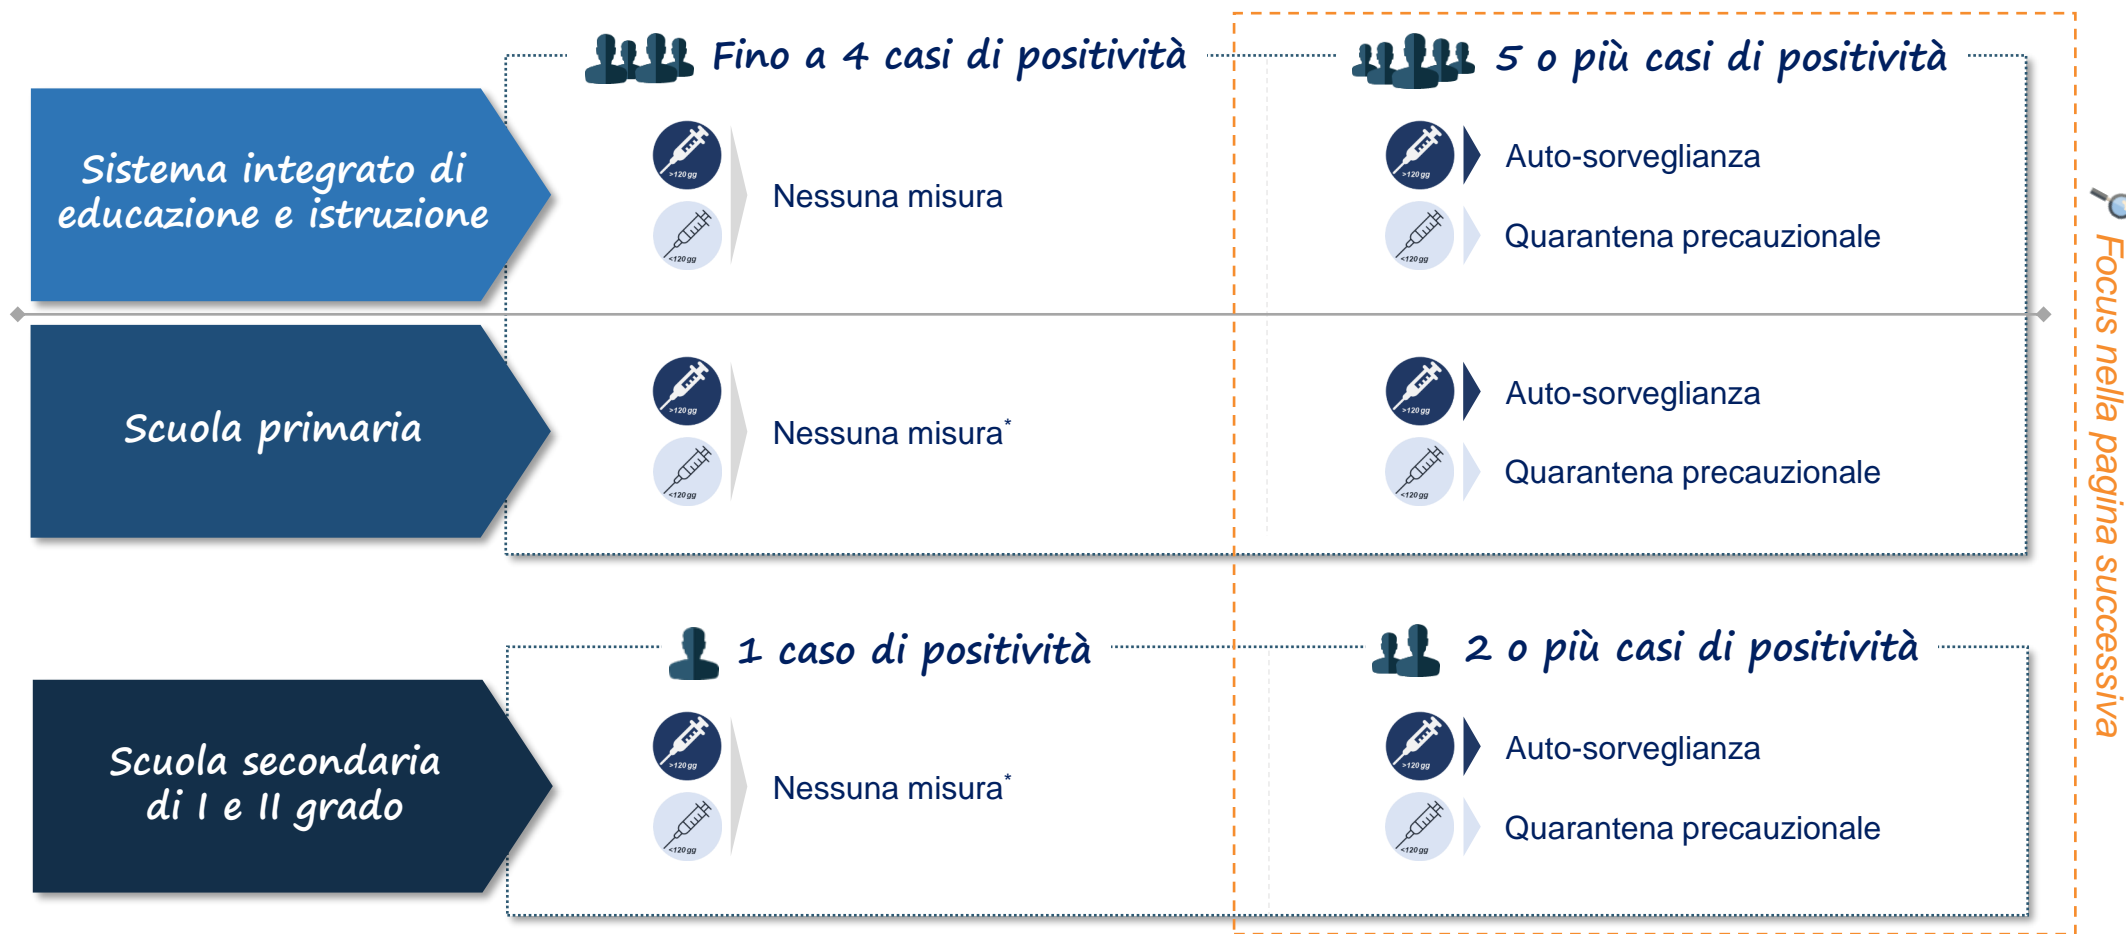 Fino a 4 casi di positività
5 o più casi di positività
Sistema integrato di
educazione e istruzione
>120 gg
<120 gg
Nessuna misura
>120 gg
Auto-sorveglianza
<120 gg
Quarantena precauzionale
Scuola primaria
>120 gg
<120 gg
Nessuna misura*
>120 gg
Auto-sorveglianza
<120 gg
Quarantena precauzionale
1 caso di positività
2 o più casi di positività
Scuola secondaria
di I e II grado
>120 gg
<120 gg
Nessuna misura*
>120 gg
Auto-sorveglianza
<120 gg
Quarantena precauzionale
Focus nella pagina successiva